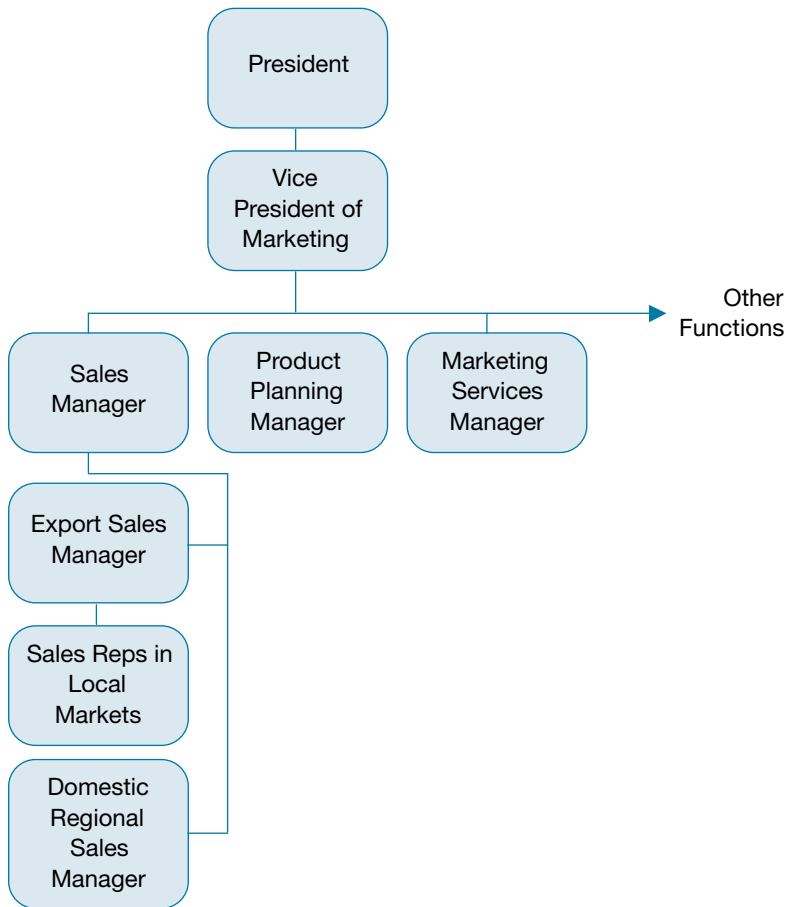 President
Vice
President of
Marketing
Other
Functions
Sales
Manager
Product
Planning
Manager
Marketing
Services
Manager
Export Sales
Manager
Sales Reps in
Local
Markets
Domestic
Regional
Sales
Manager